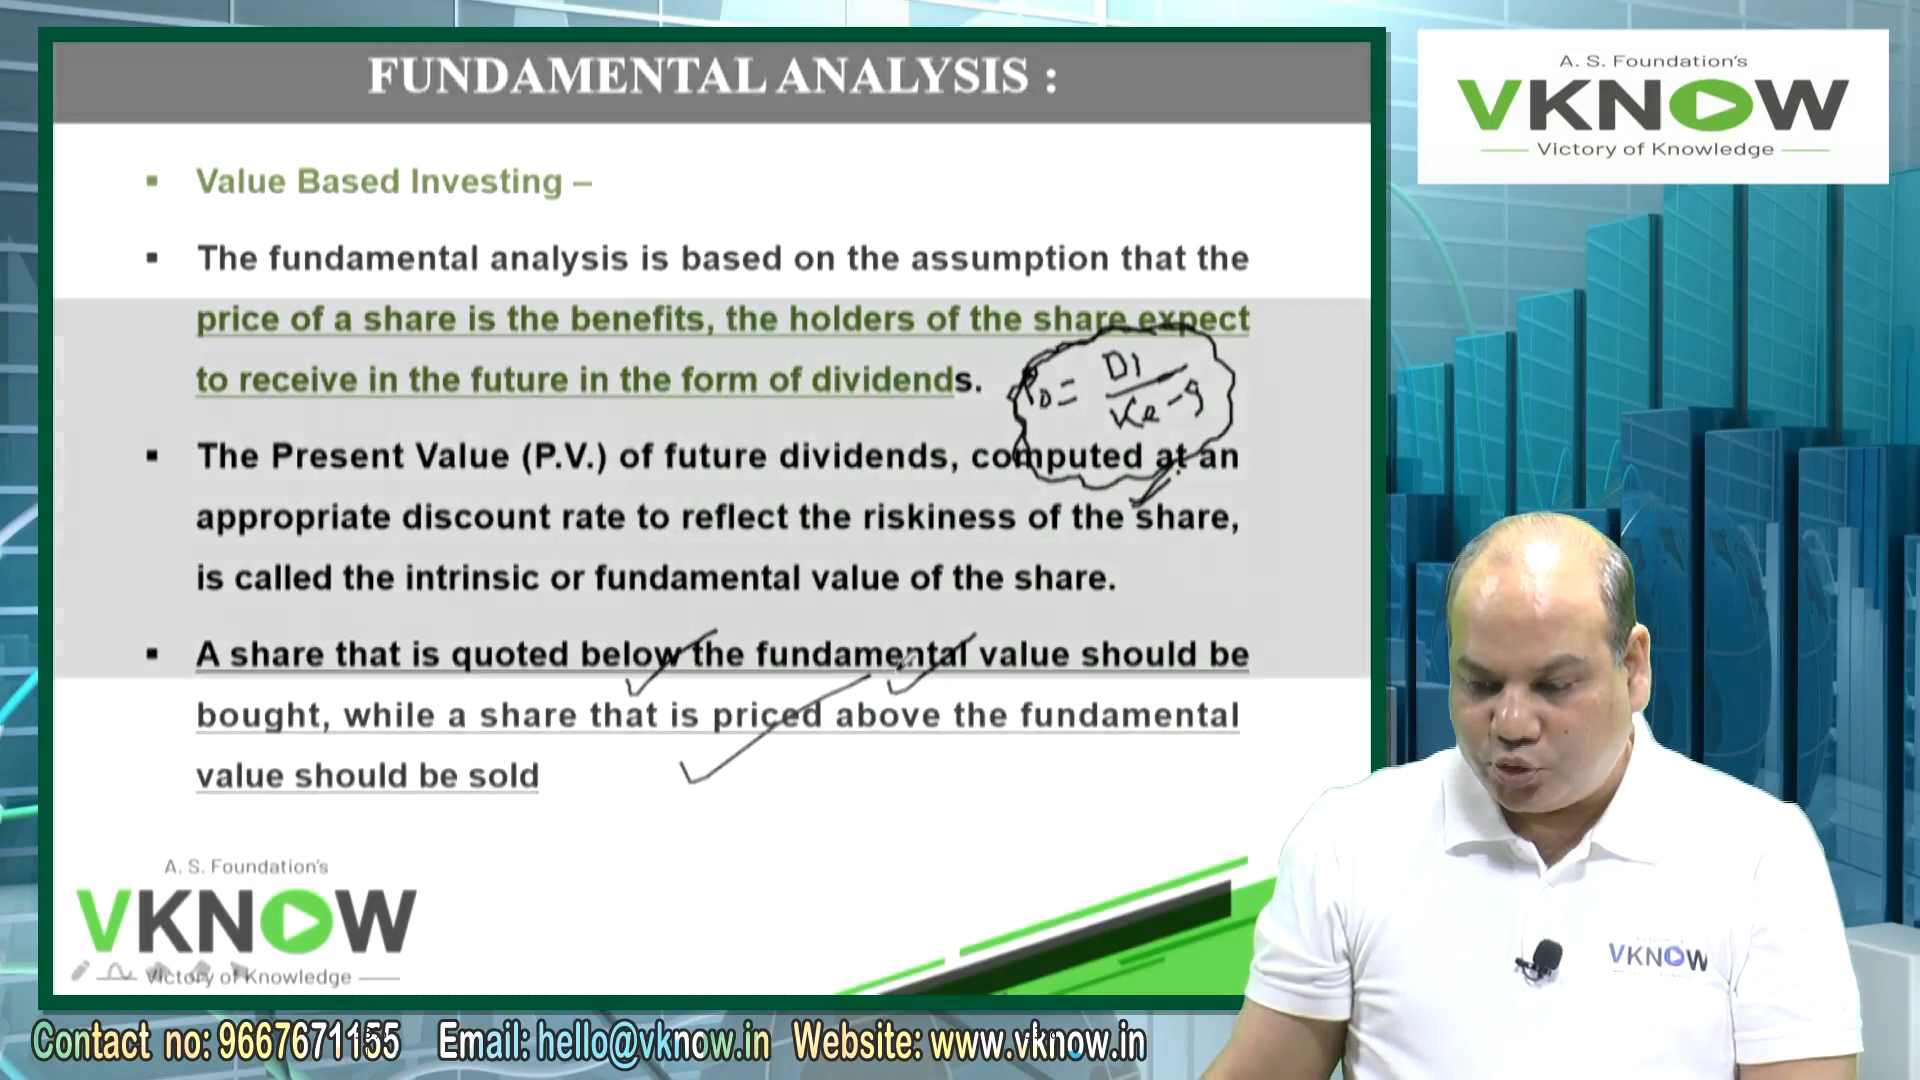 FUNDAMENTAL ANALYSIS :
A. S. Foundation's
VKNOW
Victory of Knowledge
Value Based Investing –
The fundamental analysis is based on the assumption that the
price of a share is the benefits, the holders of the share expect
to receive in the future in the form of dividends.
P0 = D1
Ke - g
The Present Value (P.V.) of future dividends, computed at an
appropriate discount rate to reflect the riskiness of the share,
is called the intrinsic or fundamental value of the share.
A share that is quoted below the fundamental value should be
bought, while a share that is priced above the fundamental
value should be sold
A. S. Foundation's
VKNOW
Victory of Knowledge
VKNOW
Contact no: 9667671155 Email: hello@vknow.in Website: www.vknow.in